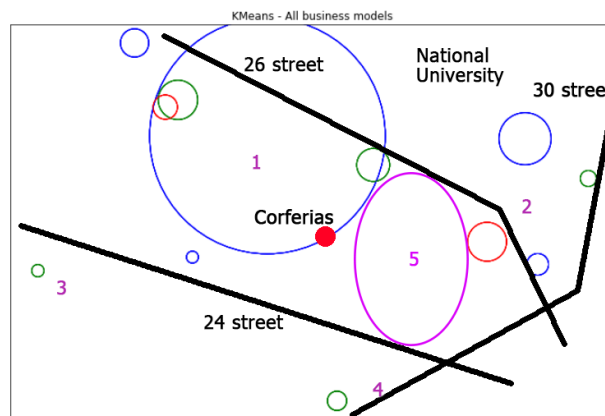 KMeans - All business models
National
University
26 street
30 stree
1
2
Corferias
5
3
24 street
4